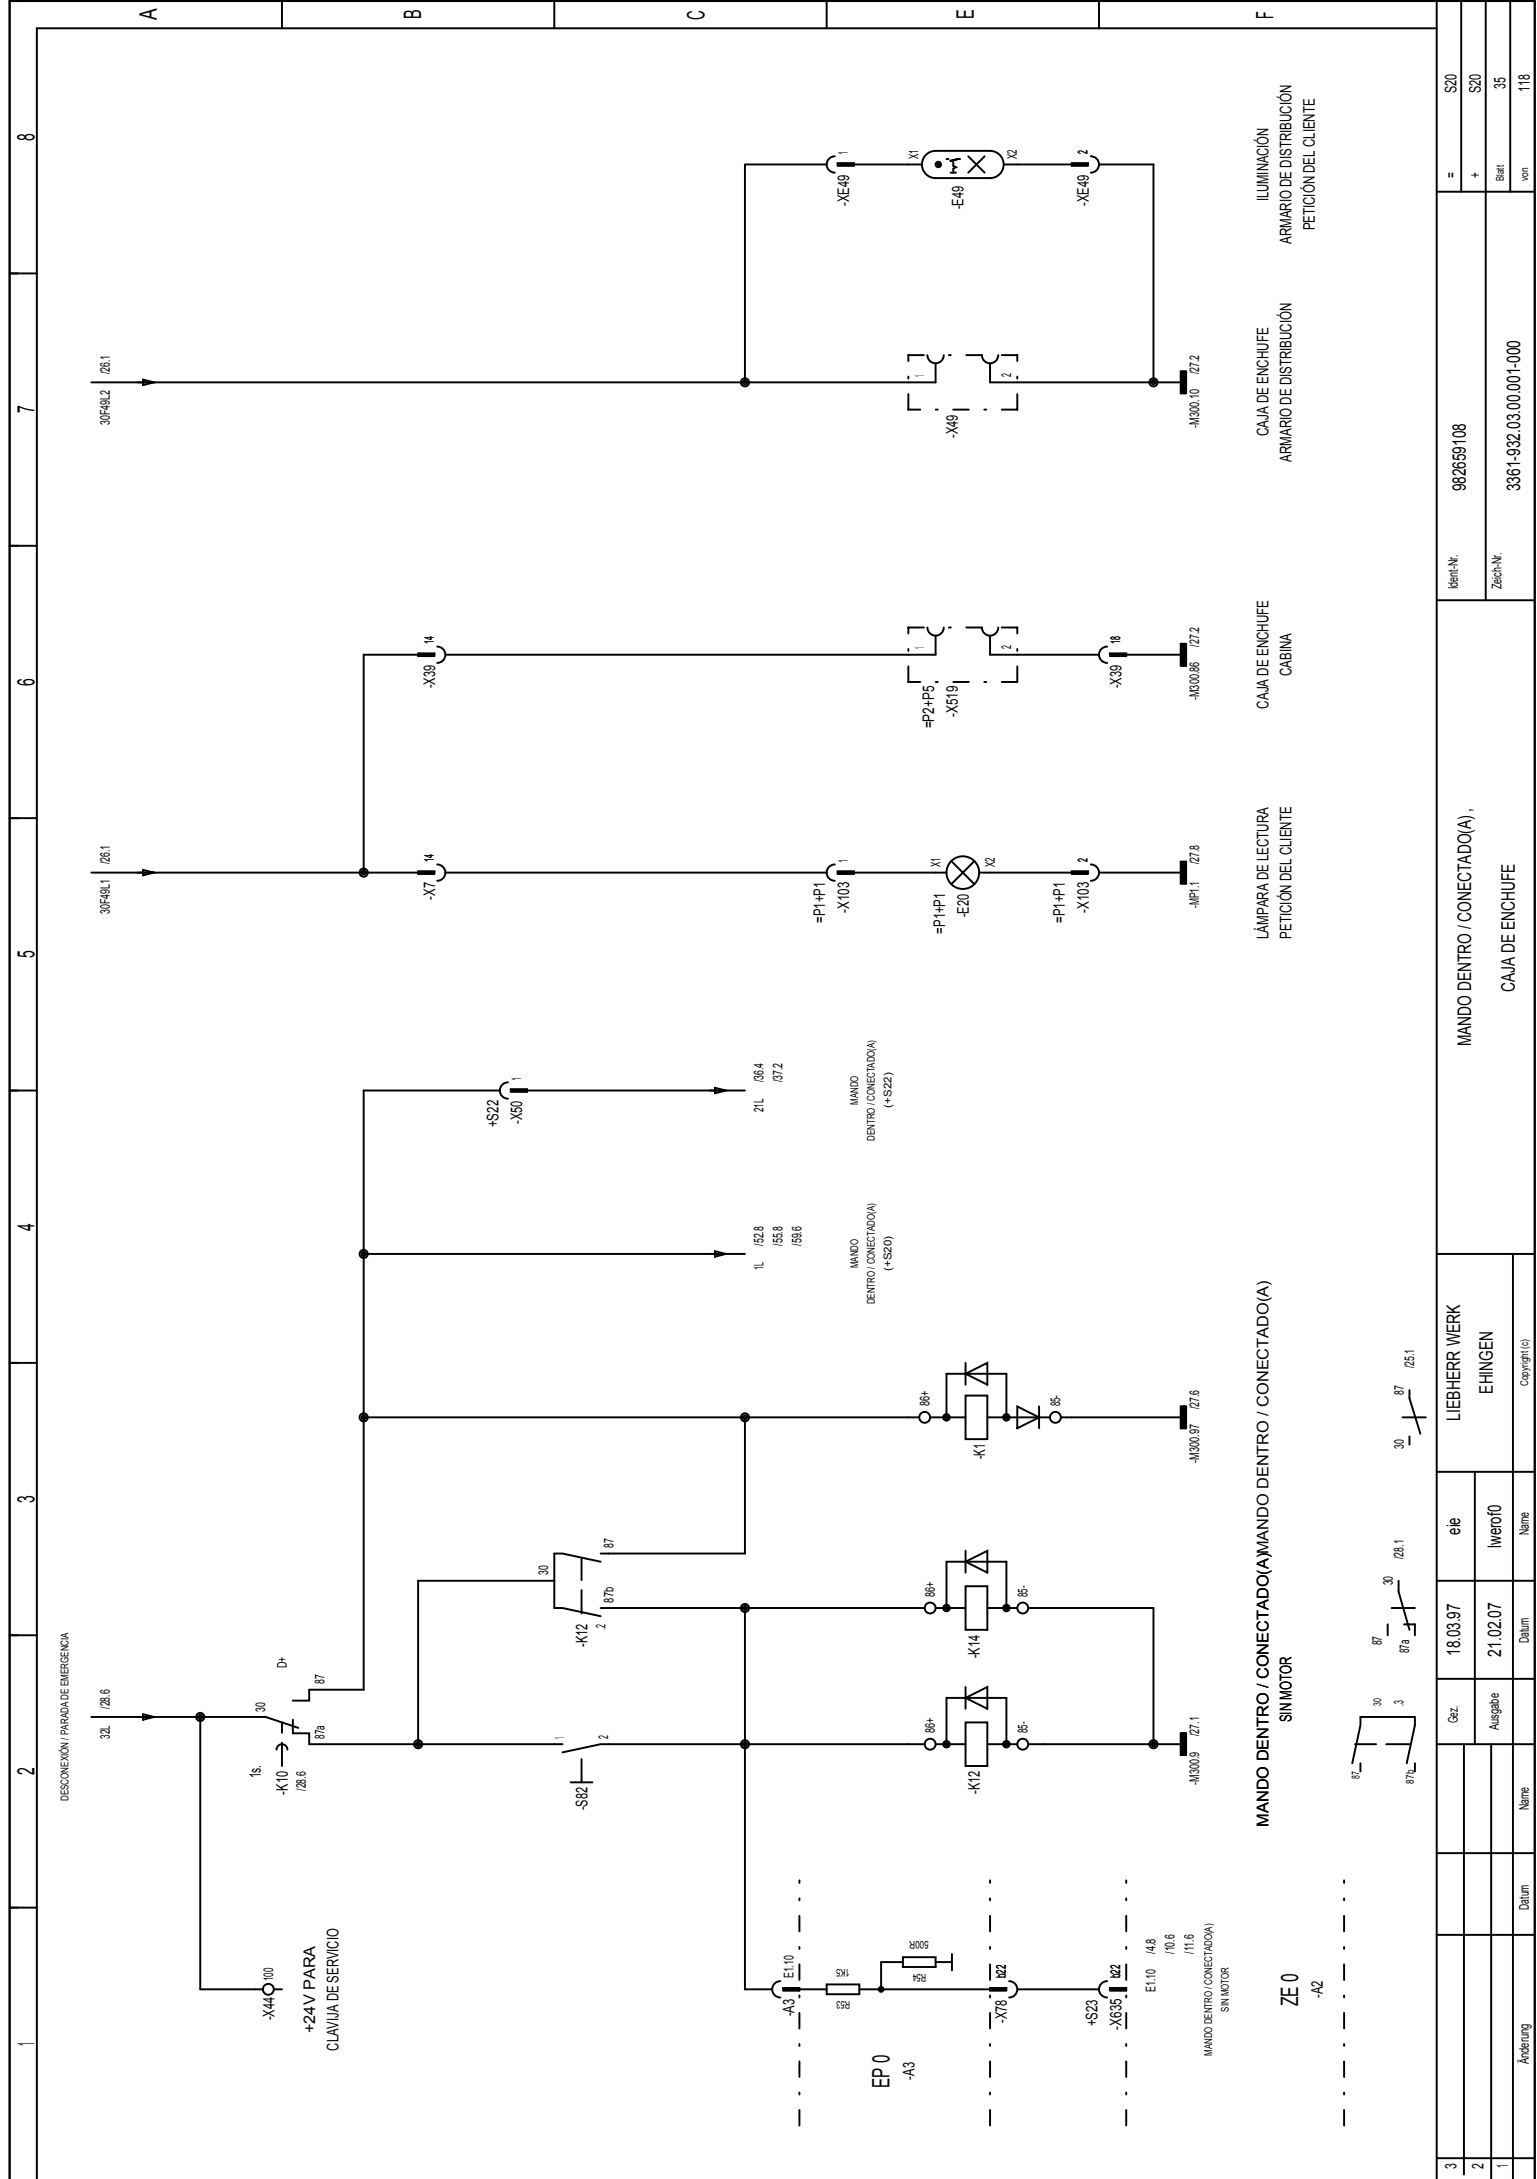 1
2
3
4
5
6
7
8
A
B
C
E
F
DESCONEXIÓN / PARADA DE EMERGENCIA
32L /28.6
30F49L1 /26.1
30F49L2 /26.1
-X44 100
+24V PARA
CLAVIJA DE SERVICIO
1s.
-K10
/28.6
30
D+
87a
87
-X7 14
-X39 14
+S22
-X50 1
-S82
1
2
-K12
.2
30
87b
87
21L /36.4
/37.2
1L /52.8
/55.8
/59.6
MANDO
DENTRO / CONECTADO(A)
(+S22)
MANDO
DENTRO / CONECTADO(A)
(+S20)
-A3 E1.10
EP 0
-A3
R53
1K5
R54
500R
-X78 b22
+S23
-X635 b22
E1.10 /4.8
/10.6
/11.6
MANDO DENTRO / CONECTADO(A)
SIN MOTOR
ZE 0
-A2
-K12
86+
85-
-K14
86+
85-
-K1
86+
85-
-M300.9 /27.1
-M300.97 /27.6
=P1+P1
-X103 1
=P1+P1
-E20
X1
X2
=P1+P1
-X103 2
-MP1.1 /27.8
=P2+P5
-X519
1
2
-X39 18
-M300.86 /27.2
-X49
1
2
-M300.10 /27.2
-XE49 1
-E49
X1
X2
-XE49 2
MANDO DENTRO / CONECTADO(A)MANDO DENTRO / CONECTADO(A)
SIN MOTOR
LÁMPARA DE LECTURA
PETICIÓN DEL CLIENTE
CAJA DE ENCHUFE
CABINA
CAJA DE ENCHUFE
ARMARIO DE DISTRIBUCIÓN
ILUMINACIÓN
ARMARIO DE DISTRIBUCIÓN
PETICIÓN DEL CLIENTE
87
30
87b
.3
87
30
87a
/28.1
30
87
/25.1
3
2
1
Änderung
Datum
Name
Gez.
18.03.97
eie
Ausgabe
21.02.07
lwerof0
Datum
Name
LIEBHERR WERK
EHINGEN
Copyright (c)
MANDO DENTRO / CONECTADO(A) ,
CAJA DE ENCHUFE
Ident-Nr.
982659108
Zeich-Nr.
3361-932.03.00.001-000
= S20
+ S20
Blatt 35
von 118